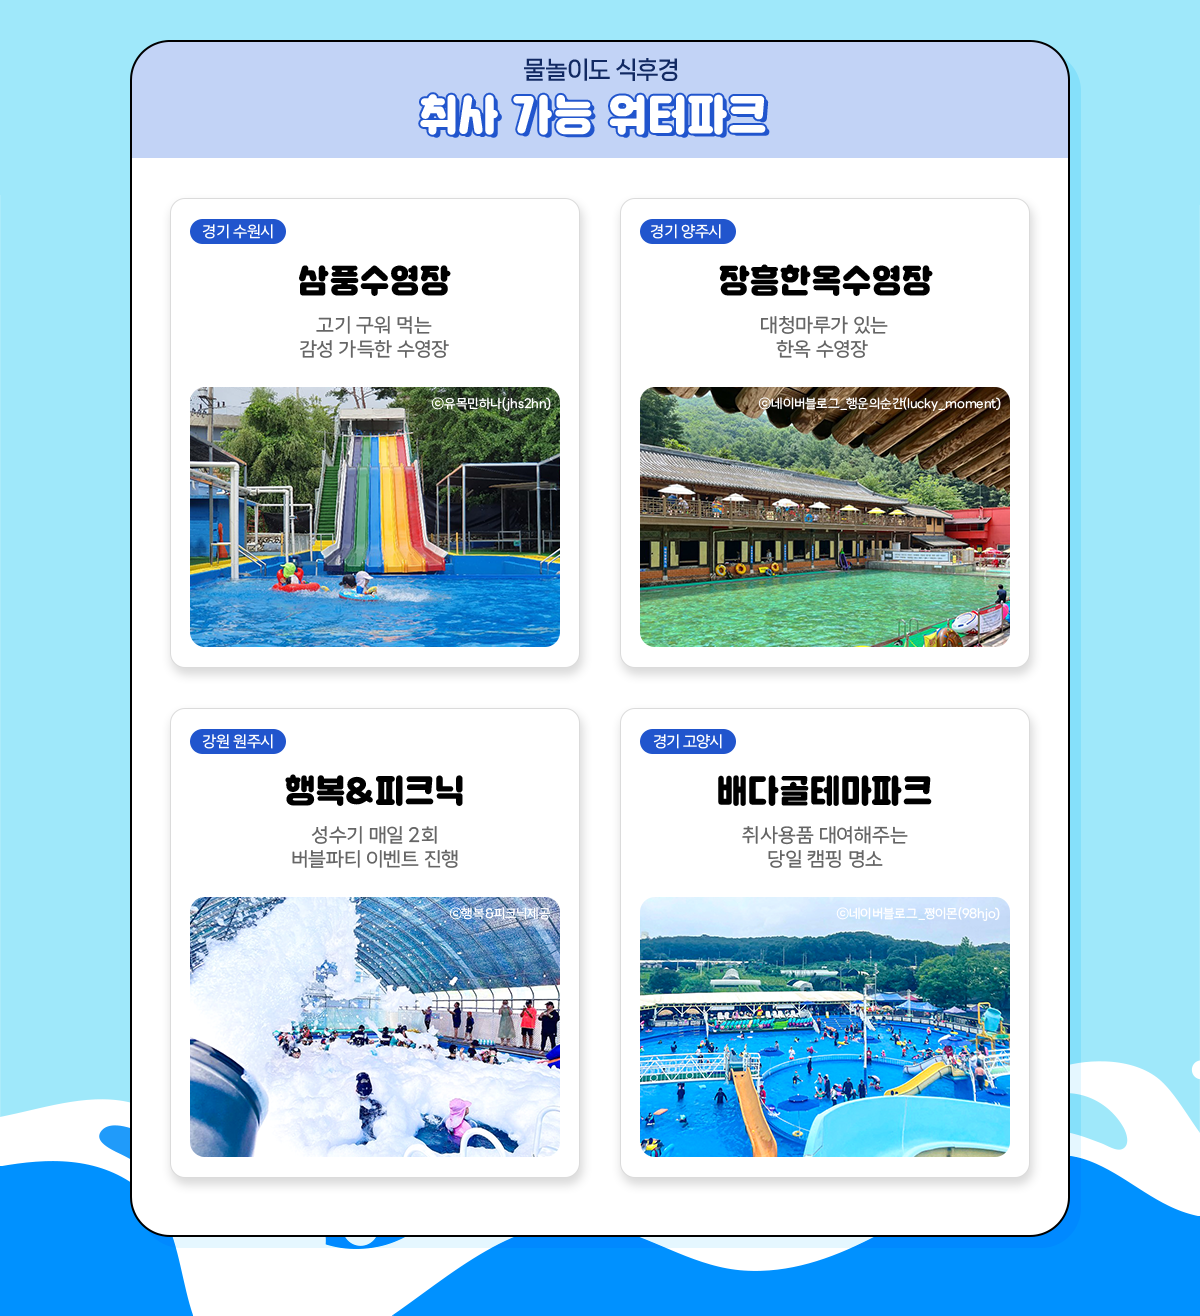 물놀이도 식후경
취사 가능 워터파크
경기 수원시
삼풍수영장
고기 구워 먹는
감성 가득한 수영장
ⓒ유목민하나(jhs2hn)
경기 양주시
장흥한옥수영장
대청마루가 있는
한옥 수영장
ⓒ네이버블로그_행운의순간(lucky_moment)
강원 원주시
행복&피크닉
성수기 매일 2회
버블파티 이벤트 진행
ⓒ행복&피크닉제공
경기 고양시
배다골테마파크
취사용품 대여해주는
당일 캠핑 명소
ⓒ네이버블로그_쨍이몬(98hjo)